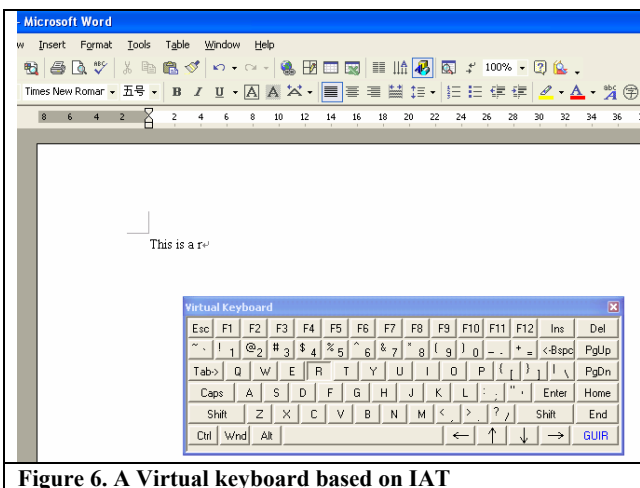 - Microsoft Word
w Insert Format Tools Table Window Help
100%
Times New Romar 五号 B I U A A A
8 6 4 2 2 4 6 8 10 12 14 16 18 20 22 24 26 28 30 32 34 36
This is a r
Virtual Keyboard
Esc F1 F2 F3 F4 F5 F6 F7 F8 F9 F10 F11 F12 Ins Del
~ ` ! 1 @ 2 # 3 $ 4 % 5 ^ 6 & 7 * 8 ( 9 ) 0 _ - + = <-Bspc PgUp
Tab-> Q W E R T Y U I O P { [ } ] | \ PgDn
Caps A S D F G H J K L : ; " ' Enter Home
Shift Z X C V B N M < , > . ? / Shift End
Ctrl Wnd Alt ← ↑ ↓ → GUIR
Figure 6. A Virtual keyboard based on IAT